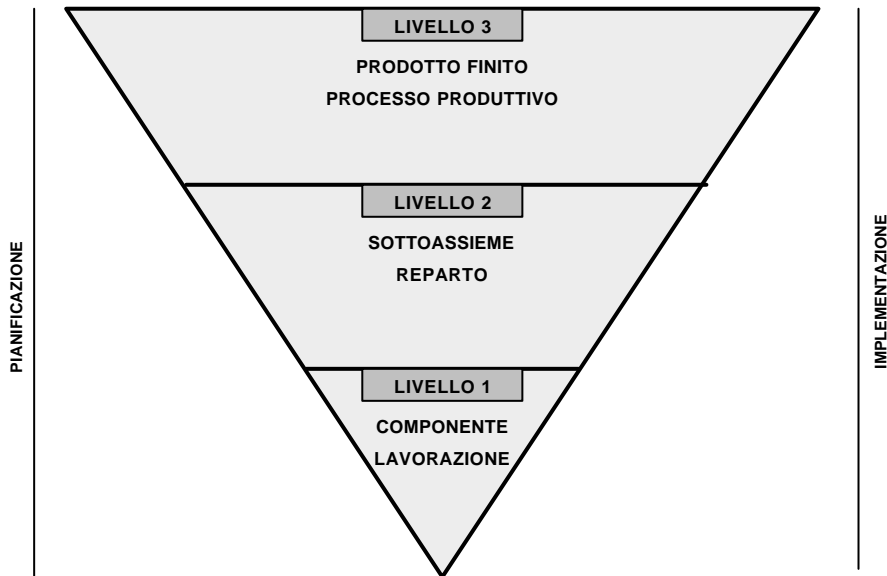 LIVELLO 3
PRODOTTO FINITO
PROCESSO PRODUTTIVO
LIVELLO 2
SOTTOASSIEME
REPARTO
LIVELLO 1
COMPONENTE
LAVORAZIONE
PIANIFICAZIONE
IMPLEMENTAZIONE